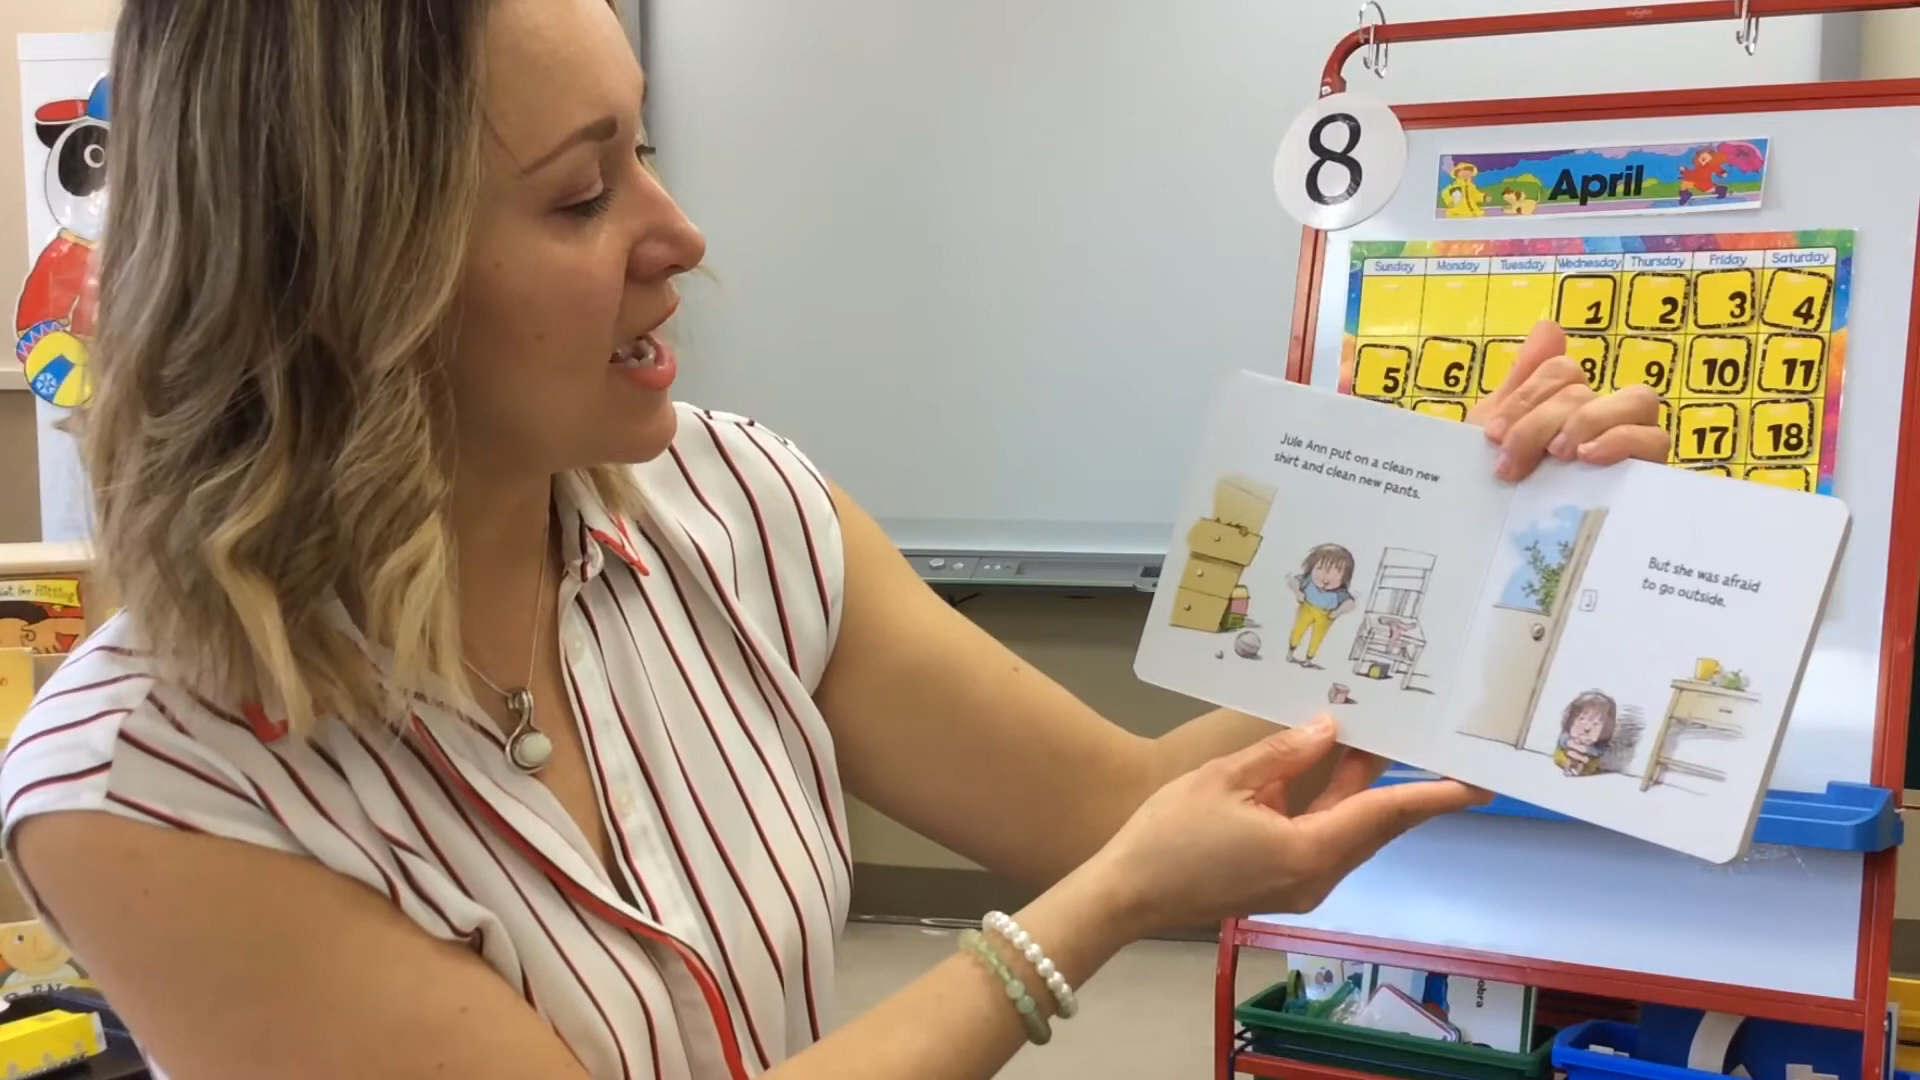 8
April
Sunday Monday Tuesday Wednesday Thursday Friday Saturday
1 2 3 4
5 6 8 9 10 11
17 18
Jule Ann put on a clean new
shirt and clean new pants.
But she was afraid
to go outside.
for Hitting